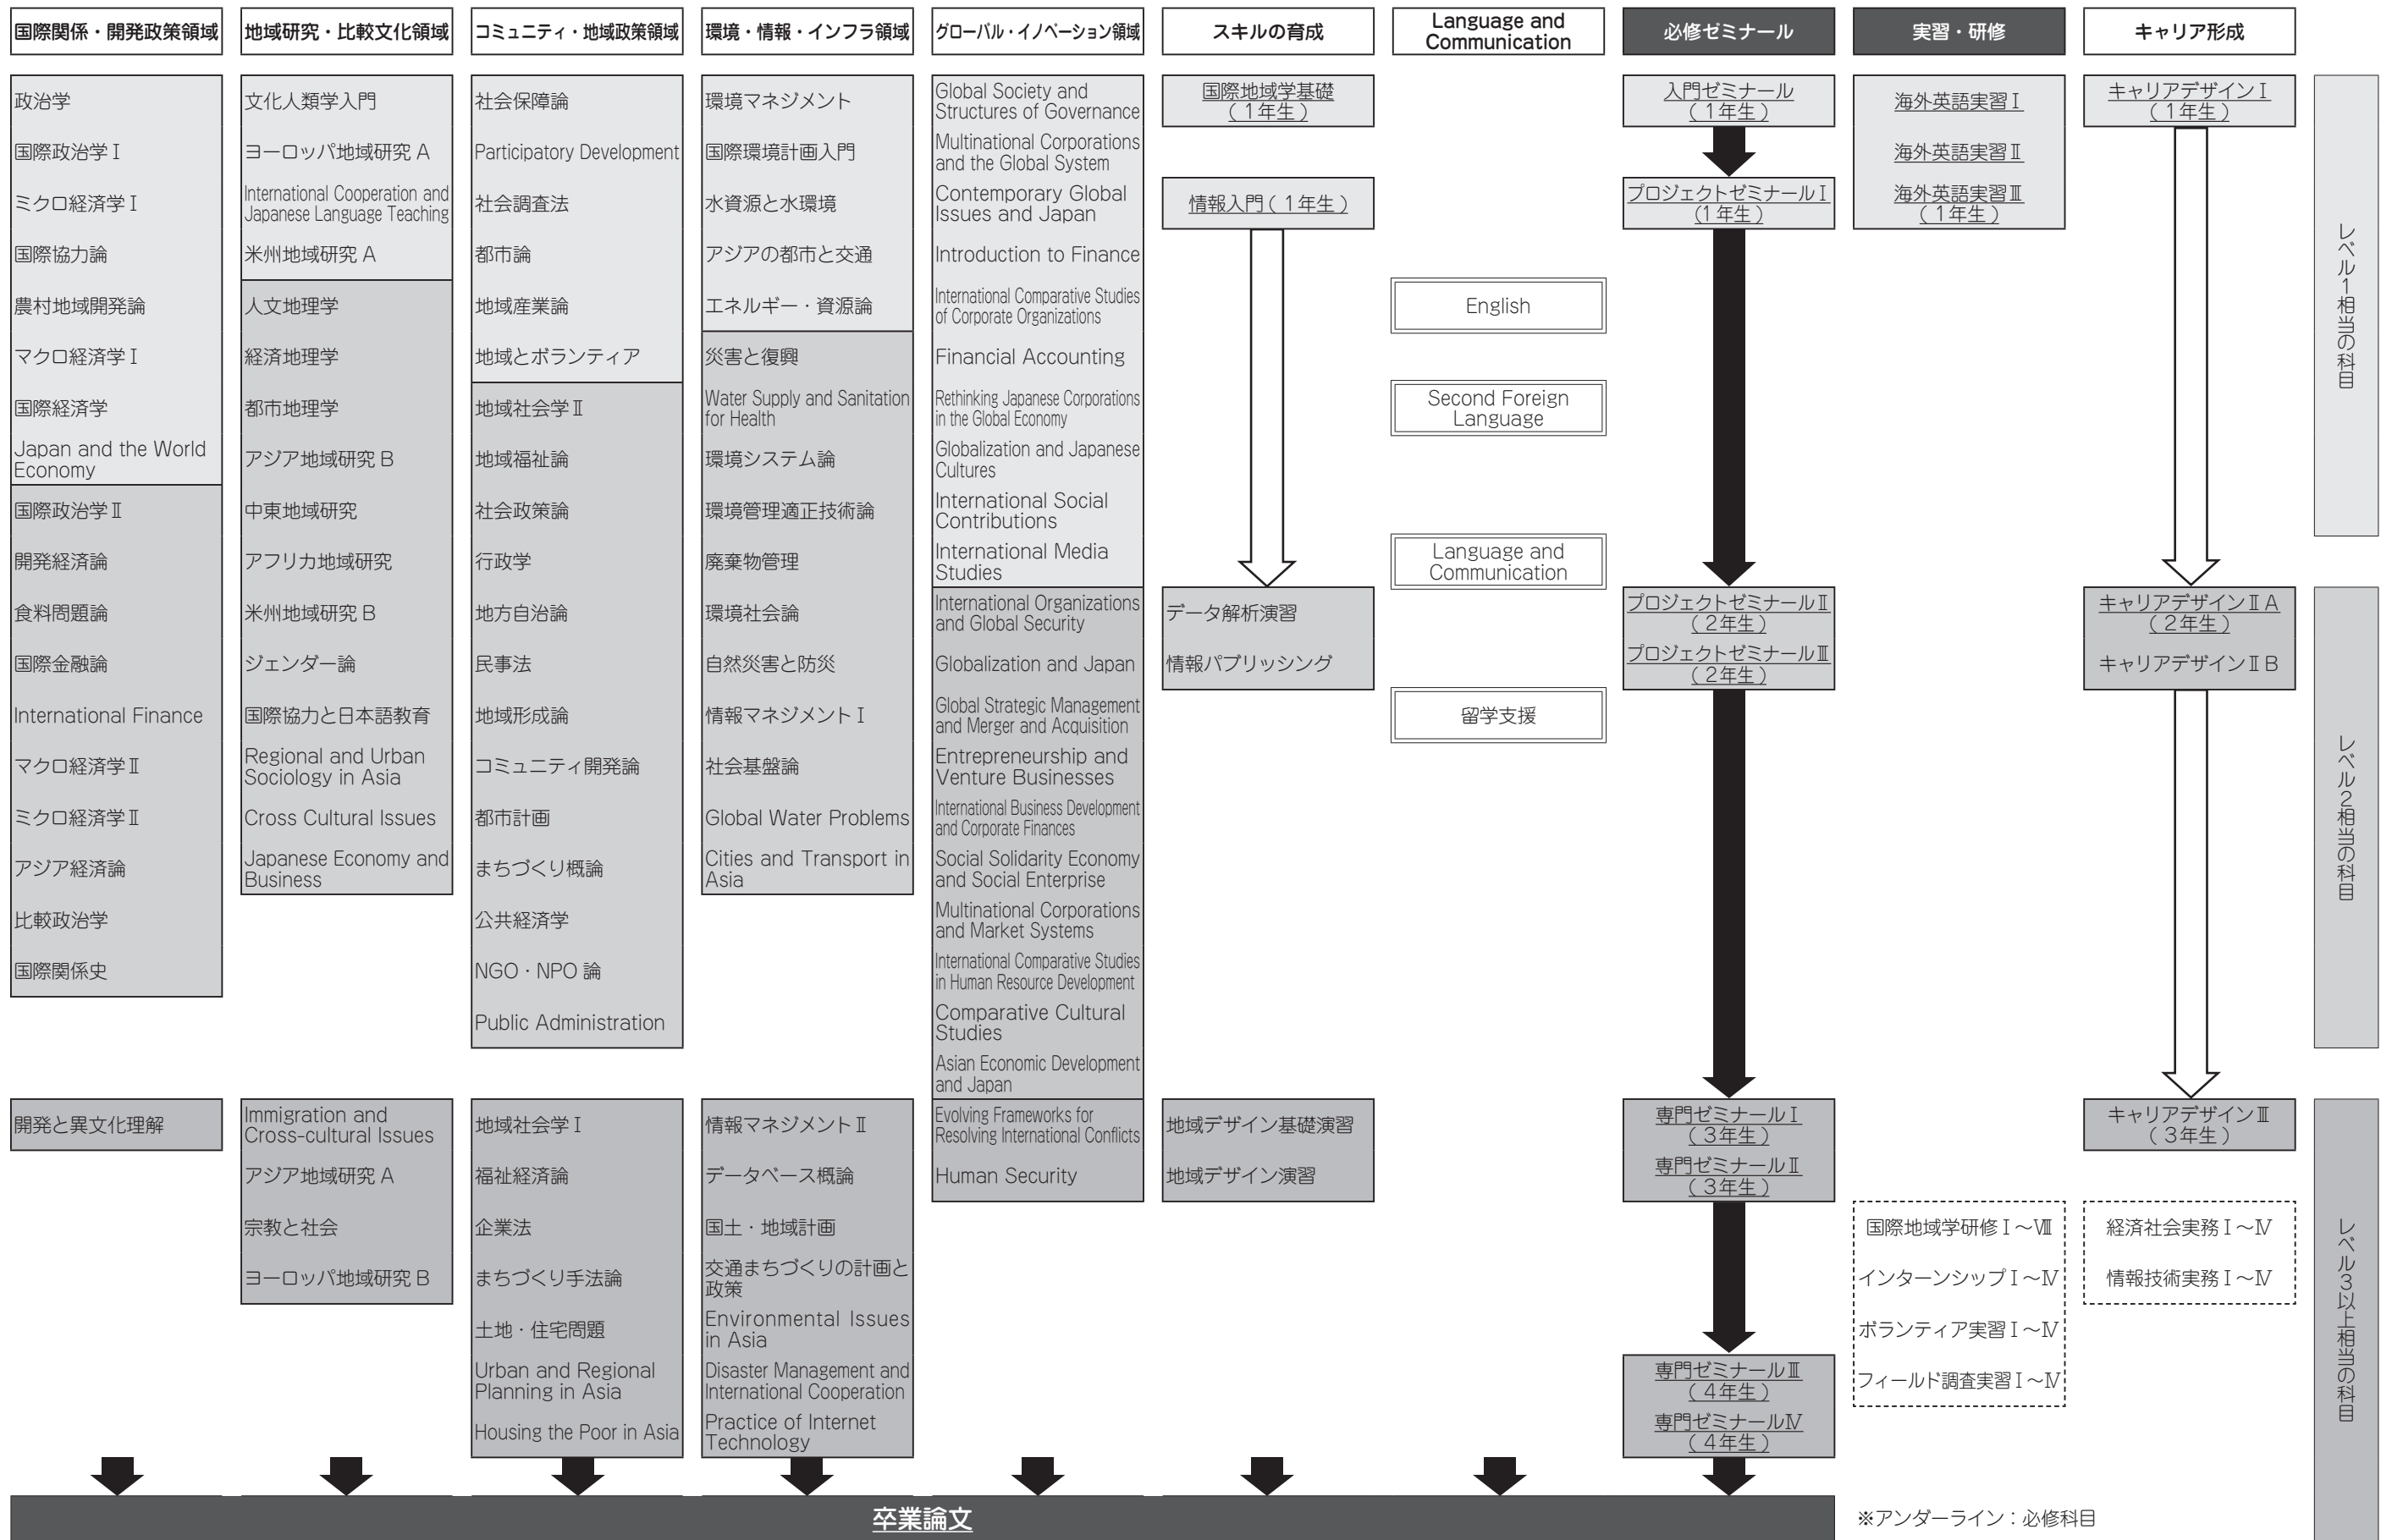 国際関係・開発政策領域
地域研究・比較文化領域
コミュニティ・地域政策領域
環境・情報・インフラ領域
グローバル・イノベーション領域
スキルの育成
Language and
Communication
必修ゼミナール
実習・研修
キャリア形成
政治学
国際政治学Ⅰ
ミクロ経済学Ⅰ
国際協力論
農村地域開発論
マクロ経済学Ⅰ
国際経済学
Japan and the World
Economy
国際政治学Ⅱ
開発経済論
食料問題論
国際金融論
International Finance
マクロ経済学Ⅱ
ミクロ経済学Ⅱ
アジア経済論
比較政治学
国際関係史
開発と異文化理解
文化人類学入門
ヨーロッパ地域研究 A
International Cooperation and
Japanese Language Teaching
米州地域研究 A
人文地理学
経済地理学
都市地理学
アジア地域研究 B
中東地域研究
アフリカ地域研究
米州地域研究 B
ジェンダー論
国際協力と日本語教育
Regional and Urban
Sociology in Asia
Cross Cultural Issues
Japanese Economy and
Business
Immigration and
Cross-cultural Issues
アジア地域研究 A
宗教と社会
ヨーロッパ地域研究 B
社会保障論
Participatory Development
社会調査法
都市論
地域産業論
地域とボランティア
地域社会学Ⅱ
地域福祉論
社会政策論
行政学
地方自治論
民事法
地域形成論
コミュニティ開発論
都市計画
まちづくり概論
公共経済学
NGO・NPO 論
Public Administration
地域社会学Ⅰ
福祉経済論
企業法
まちづくり手法論
土地・住宅問題
Urban and Regional
Planning in Asia
Housing the Poor in Asia
環境マネジメント
国際環境計画入門
水資源と水環境
アジアの都市と交通
エネルギー・資源論
災害と復興
Water Supply and Sanitation
for Health
環境システム論
環境管理適正技術論
廃棄物管理
環境社会論
自然災害と防災
情報マネジメントⅠ
社会基盤論
Global Water Problems
Cities and Transport in
Asia
情報マネジメントⅡ
データベース概論
国土・地域計画
交通まちづくりの計画と
政策
Environmental Issues
in Asia
Disaster Management and
International Cooperation
Practice of Internet
Technology
Global Society and
Structures of Governance
Multinational Corporations
and the Global System
Contemporary Global
Issues and Japan
Introduction to Finance
International Comparative Studies
of Corporate Organizations
Financial Accounting
Rethinking Japanese Corporations
in the Global Economy
Globalization and Japanese
Cultures
International Social
Contributions
International Media
Studies
International Organizations
and Global Security
Globalization and Japan
Global Strategic Management
and Merger and Acquisition
Entrepreneurship and
Venture Businesses
International Business Development
and Corporate Finances
Social Solidarity Economy
and Social Enterprise
Multinational Corporations
and Market Systems
International Comparative Studies
in Human Resource Development
Comparative Cultural
Studies
Asian Economic Development
and Japan
Evolving Frameworks for
Resolving International Conflicts
Human Security
国際地域学基礎
（1年生）
情報入門（1年生）
データ解析演習
情報パブリッシング
地域デザイン基礎演習
地域デザイン演習
English
Second Foreign
Language
Language and
Communication
留学支援
入門ゼミナール
（1年生）
プロジェクトゼミナールⅠ
（1年生）
プロジェクトゼミナールⅡ
（2年生）
プロジェクトゼミナールⅢ
（2年生）
専門ゼミナールⅠ
（3年生）
専門ゼミナールⅡ
（3年生）
専門ゼミナールⅢ
（4年生）
専門ゼミナールⅣ
（4年生）
海外英語実習Ⅰ
海外英語実習Ⅱ
海外英語実習Ⅲ
（1年生）
国際地域学研修Ⅰ～Ⅷ
インターンシップⅠ～Ⅳ
ボランティア実習Ⅰ～Ⅳ
フィールド調査実習Ⅰ～Ⅳ
キャリアデザインⅠ
（1年生）
キャリアデザインⅡA
（2年生）
キャリアデザインⅡB
キャリアデザインⅢ
（3年生）
経済社会実務Ⅰ～Ⅳ
情報技術実務Ⅰ～Ⅳ
レベル1相当の科目
レベル2相当の科目
レベル3以上相当の科目
卒業論文
※アンダーライン：必修科目